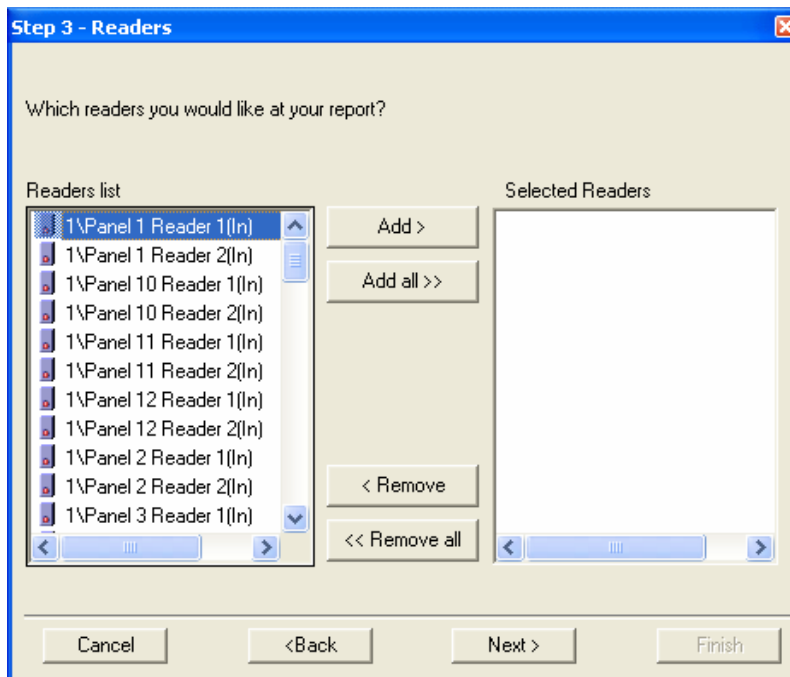 Step 3 - Readers
Which readers you would like at your report?
Readers list
Selected Readers
1\Panel 1 Reader 1(In)
1\Panel 1 Reader 2(In)
1\Panel 10 Reader 1(In)
1\Panel 10 Reader 2(In)
1\Panel 11 Reader 1(In)
1\Panel 11 Reader 2(In)
1\Panel 12 Reader 1(In)
1\Panel 12 Reader 2(In)
1\Panel 2 Reader 1(In)
1\Panel 2 Reader 2(In)
1\Panel 3 Reader 1(In)
Add >
Add all >>
< Remove
<< Remove all
Cancel
<Back
Next >
Finish